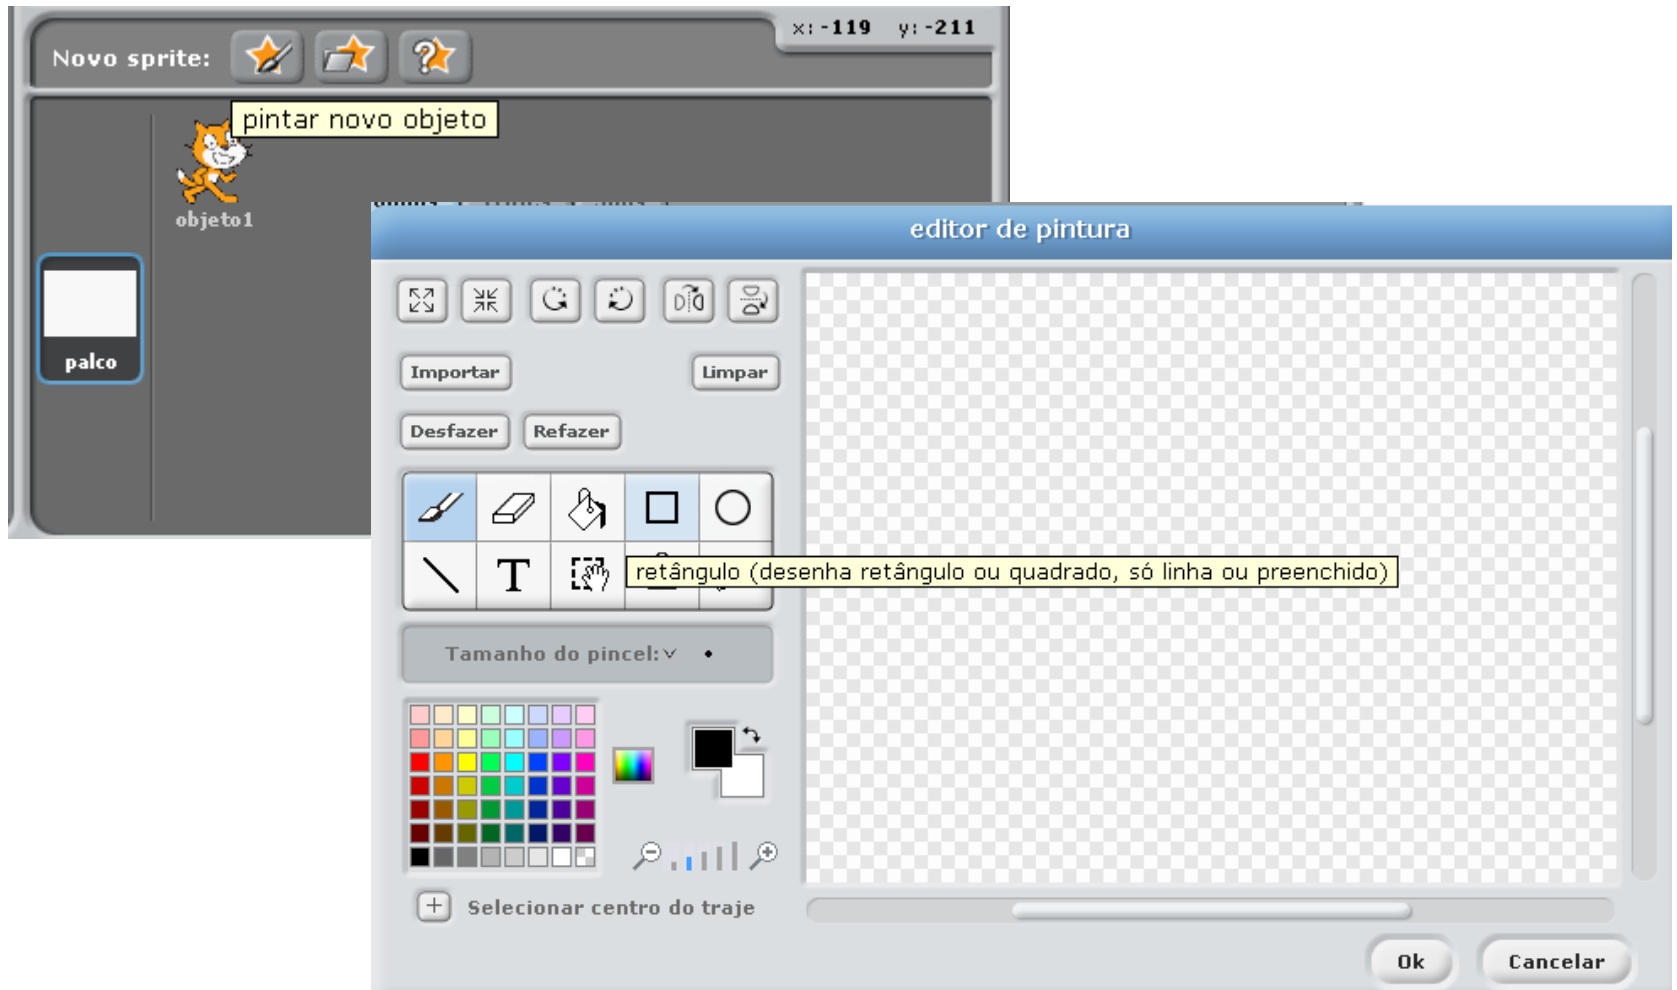 x: -119 y: -211
Novo sprite:
pintar novo objeto
objeto1
palco
editor de pintura
Importar
Limpar
Desfazer
Refazer
T
retângulo (desenha retângulo ou quadrado, só linha ou preenchido)
Tamanho do pincel:
Selecionar centro do traje
Ok
Cancelar